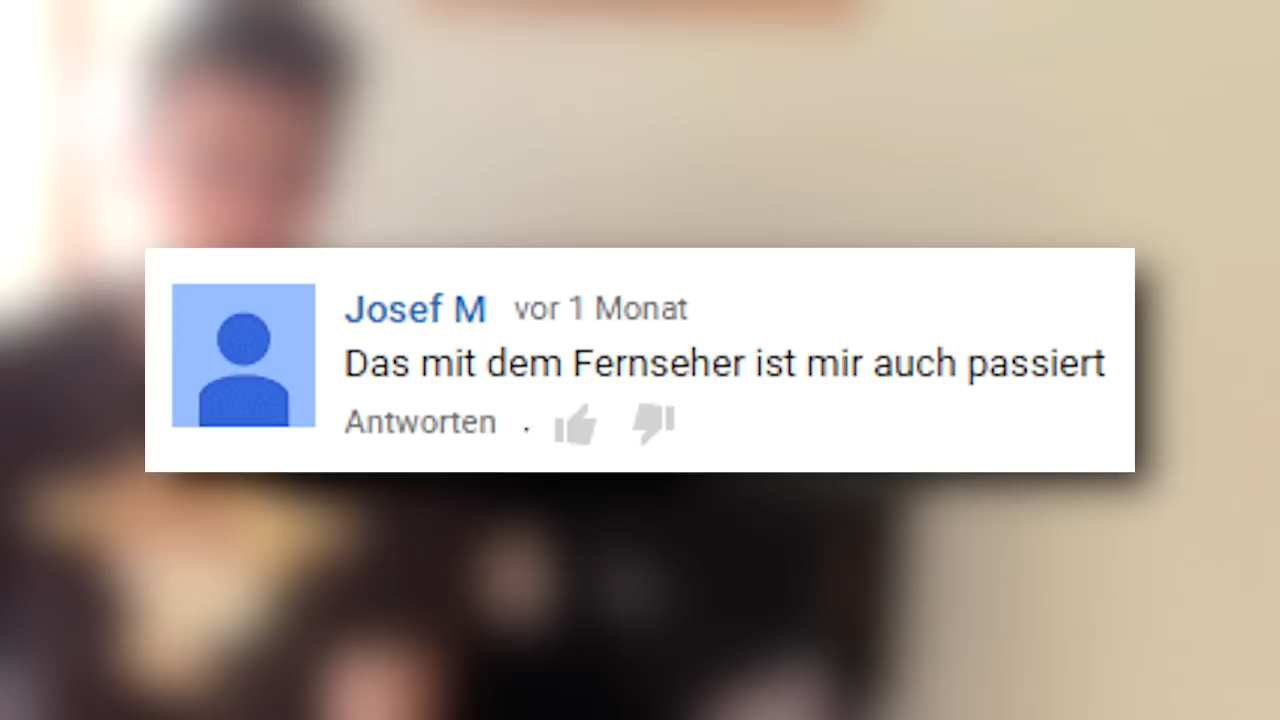 Josef M vor 1 Monat
Das mit dem Fernseher ist mir auch passiert
Antworten .